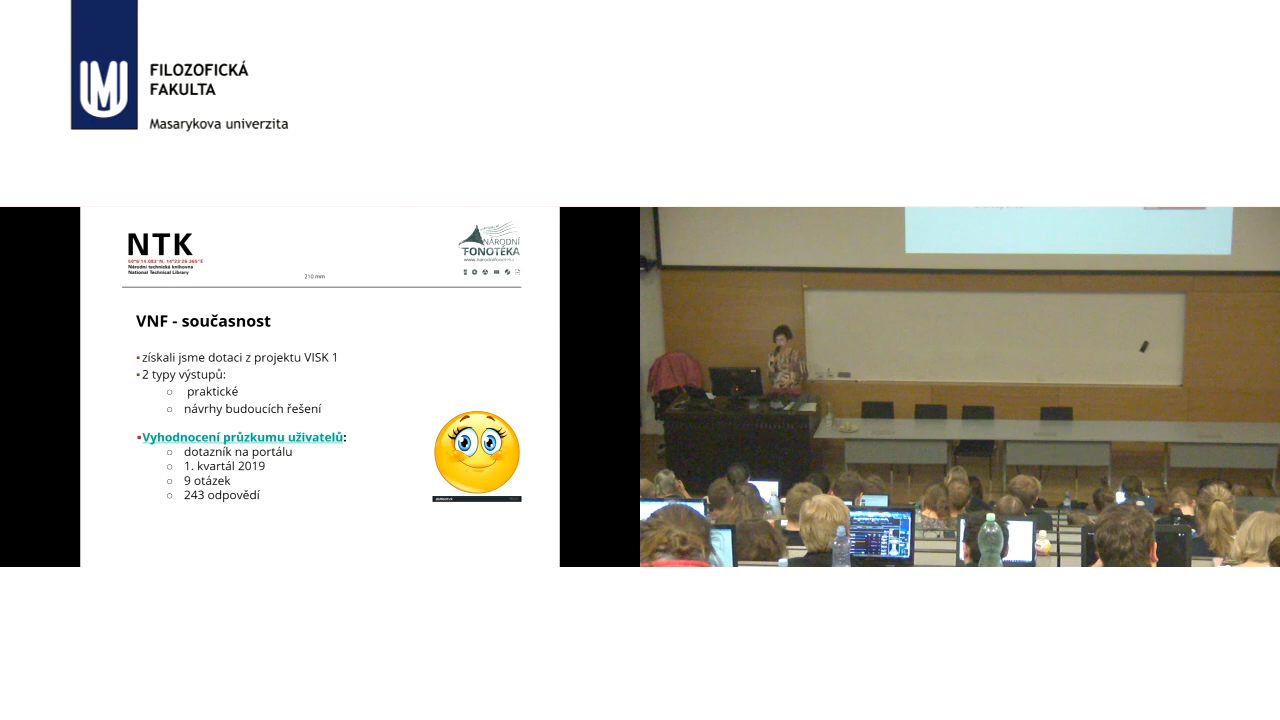 FILOZOFICKÁ
FAKULTA
Masarykova univerzita
NTK
Národní technická knihovna
National Technical Library
210 mm
NÁRODNÍ
FONOTÉKA
VNF - současnost
získali jsme dotaci z projektu VISK 1
2 typy výstupů:
praktické
návrhy budoucích řešení
Vyhodnocení průzkumu uživatelů:
dotazník na portálu
1. kvartál 2019
9 otázek
243 odpovědí